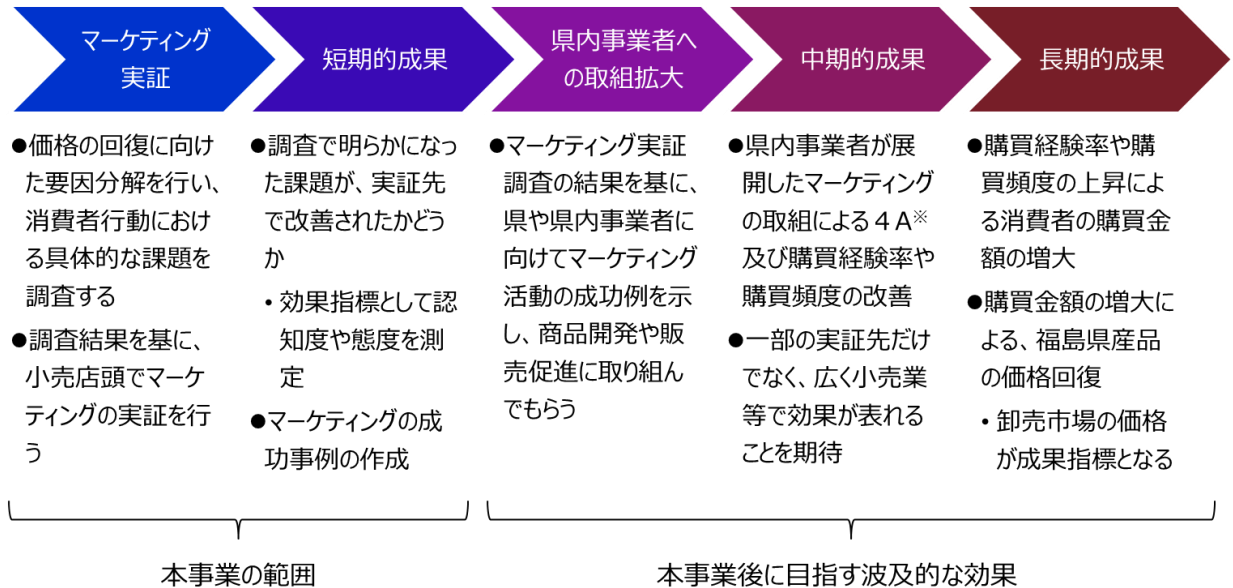 マーケティング
実証
短期的成果
県内事業者へ
の取組拡大
中期的成果
長期的成果
●価格の回復に向け
た要因分解を行い、
消費者行動におけ
る具体的な課題を
調査する
●調査結果を基に、
小売店頭でマーケ
ティングの実証を行
う
●調査で明らかになっ
た課題が、実証先
で改善されたかどう
か
・効果指標として認
知度や態度を測
定
●マーケティングの成
功事例の作成
●マーケティング実証
調査の結果を基に、
県や県内事業者に
向けてマーケティング
活動の成功例を示
し、商品開発や販
売促進に取り組ん
でもらう
●県内事業者が展
開したマーケティング
の取組による４A※
及び購買経験率や
購買頻度の改善
●一部の実証先だけ
でなく、広く小売業
等で効果が表れる
ことを期待
●購買経験率や購
買頻度の上昇によ
る消費者の購買金
額の増大
●購買金額の増大に
よる、福島県産品
の価格回復
・卸売市場の価格
が成果指標となる
本事業の範囲
本事業後に目指す波及的な効果